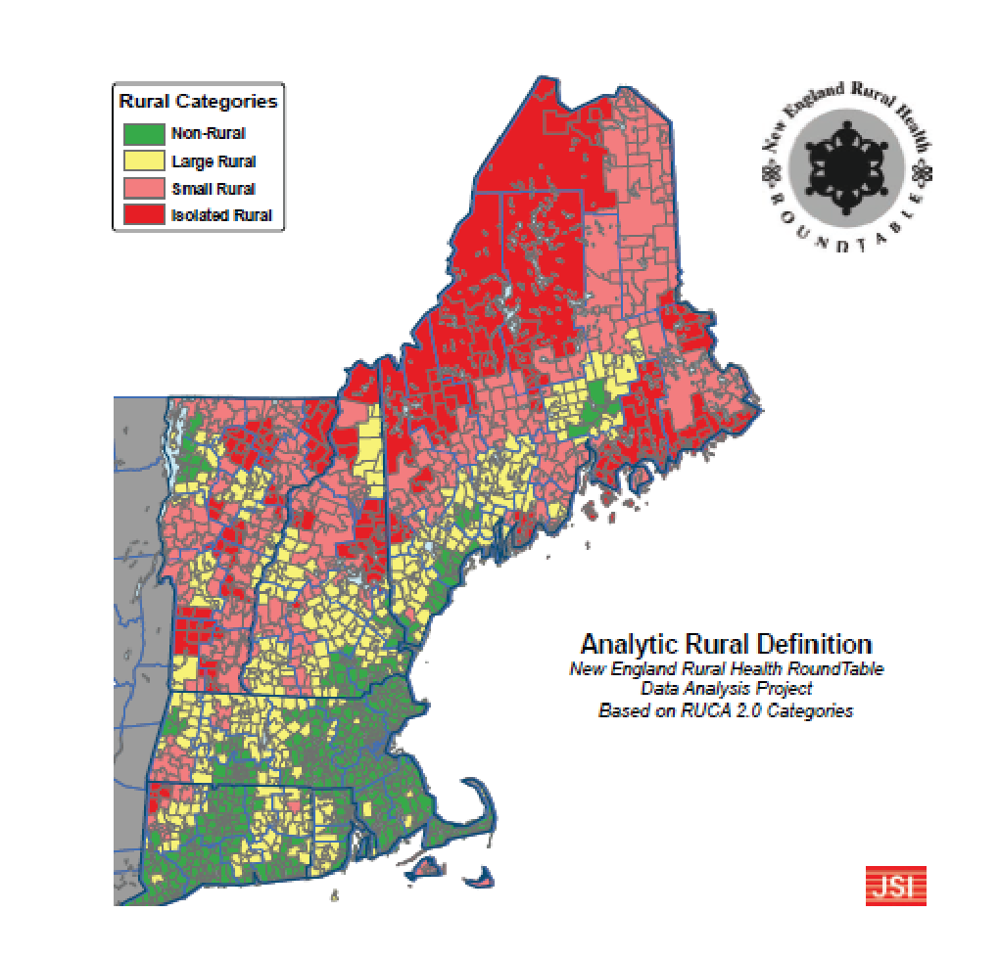 Rural Categories
Non-Rural
Large Rural
Small Rural
Isolated Rural
New England Rural Health
ROUNDTABLE
Analytic Rural Definition
New England Rural Health RoundTable
Data Analysis Project
Based on RUCA 2.0 Categories
JSI